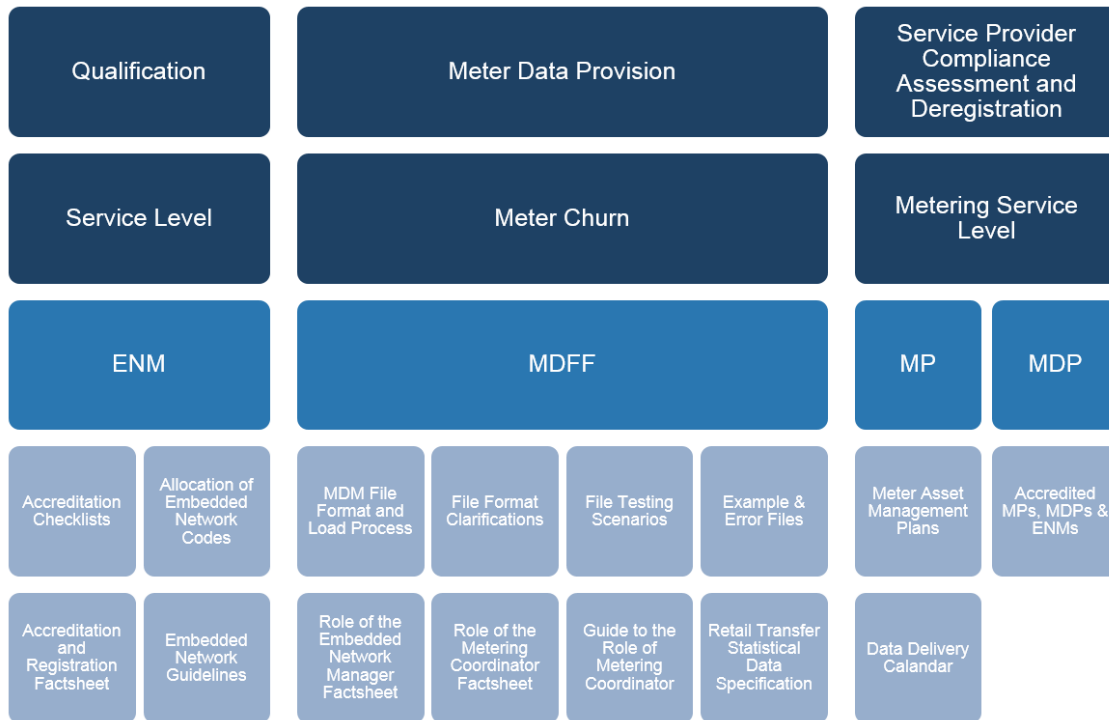 Qualification
Meter Data Provision
Service Provider
Compliance
Assessment and
Deregistration
Service Level
Meter Churn
Metering Service
Level
ENM
MDFF
MP
MDP
Accreditation
Checklists
Allocation of
Embedded
Network
Codes
MDM File
Format and
Load Process
File Format
Clarifications
File Testing
Scenarios
Example &
Error Files
Meter Asset
Management
Plans
Accredited
MPs, MDPs &
ENMs
Accreditation
and
Registration
Factsheet
Embedded
Network
Guidelines
Role of the
Embedded
Network
Manager
Factsheet
Role of the
Metering
Coordinator
Factsheet
Guide to the
Role of
Metering
Coordinator
Retail Transfer
Statistical
Data
Specification
Data Delivery
Calandar